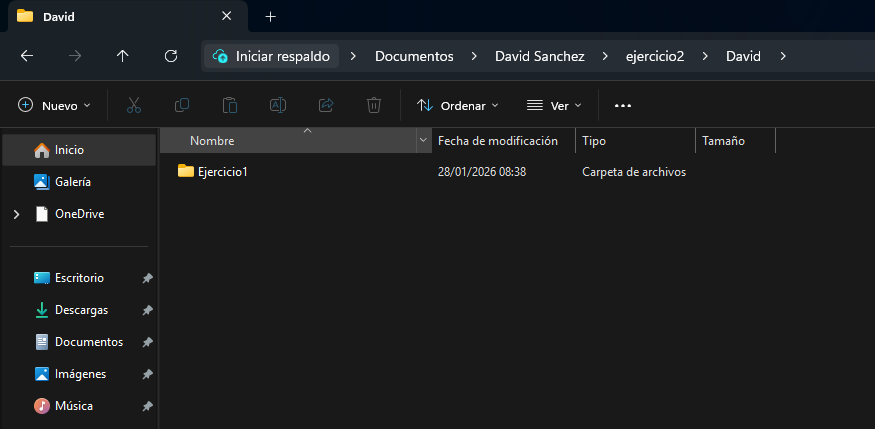 David
Iniciar respaldo > Documentos > David Sanchez > ejercicio2 > David >
Nuevo Ordenar Ver
Nombre Fecha de modificación Tipo Tamaño
Inicio
Galería
OneDrive
Escritorio
Descargas
Documentos
Imágenes
Música
Ejercicio1 28/01/2026 08:38 Carpeta de archivos